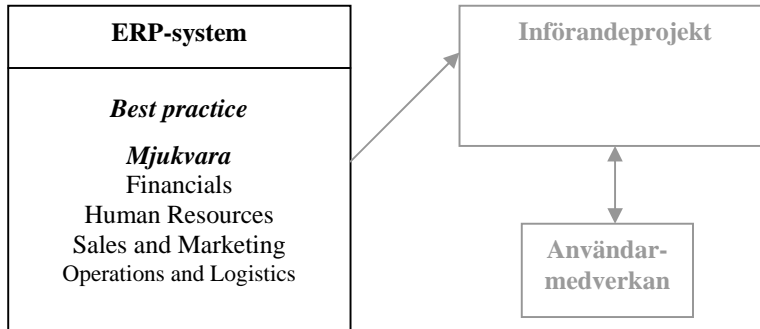 ERP-system
Best practice
Mjukvara
Financials
Human Resources
Sales and Marketing
Operations and Logistics
Införandeprojekt
Användar-
medverkan